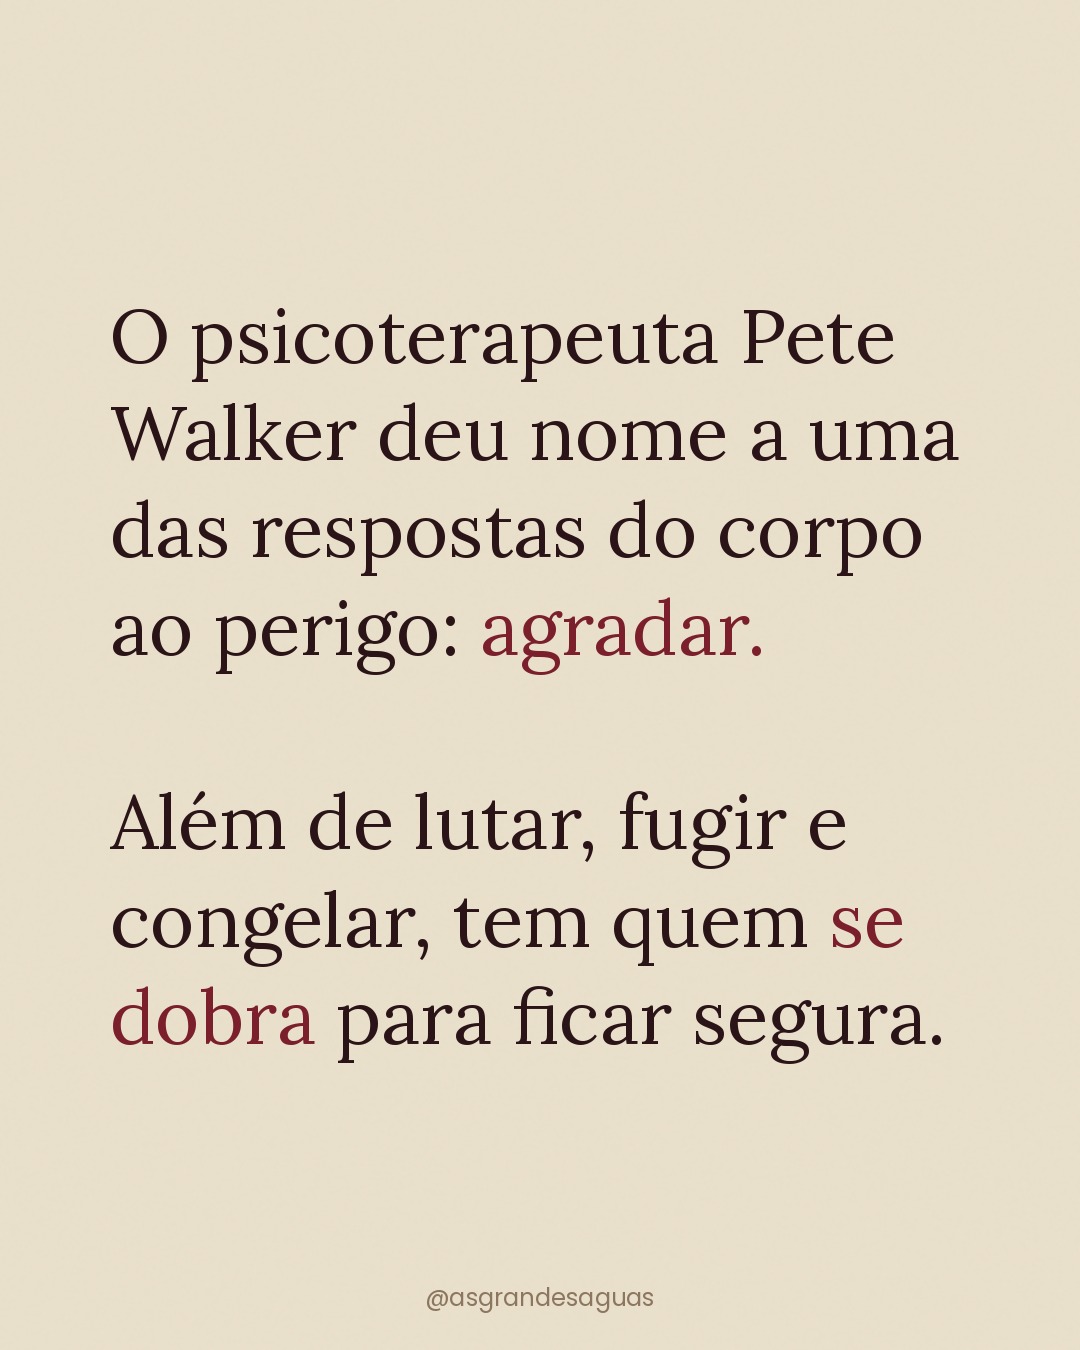 O psicoterapeuta Pete
Walker deu nome a uma
das respostas do corpo
ao perigo: agradar.
Além de lutar, fugir e
congelar, tem quem se
dobra para ficar segura.
@asgrandesaguas